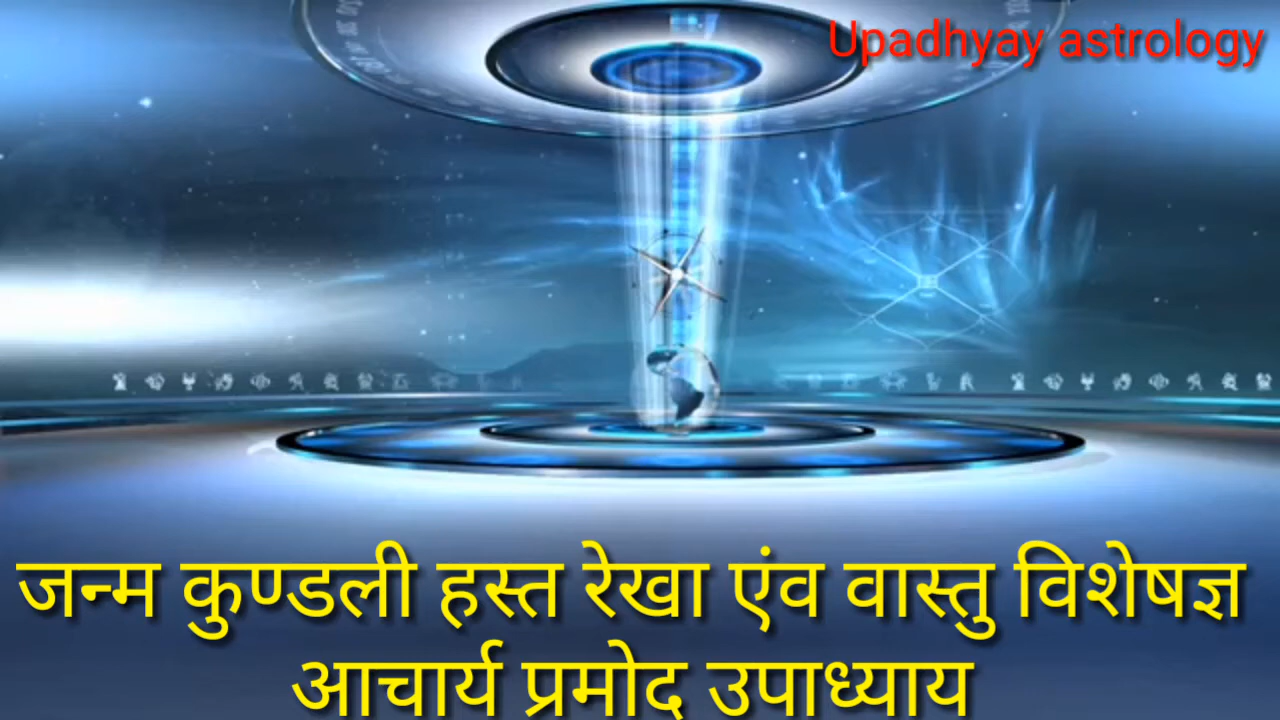 Upadhyay astrology
जन्म कुण्डली हस्त रेखा एंव वास्तु विशेषज्ञ
आचार्य प्रमोद उपाध्याय